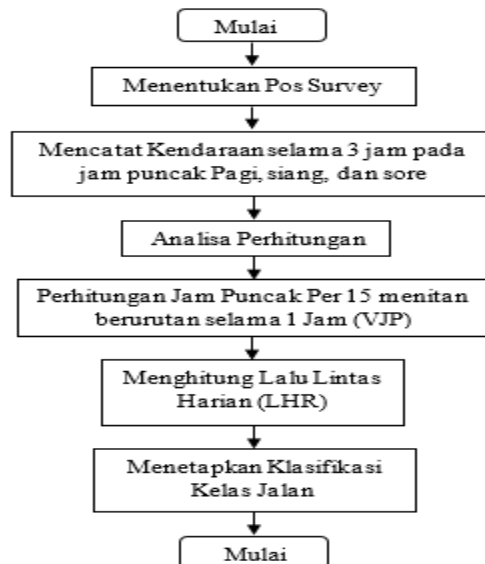 Mulai
Menentukan Pos Survey
Mencatat Kendaraan selama 3 jam pada
jam puncak Pagi, siang, dan sore
Analisa Perhitungan
Perhitungan Jam Puncak Per 15 menitan
berurutan selama 1 Jam (VJP)
Menghitung Lalu Lintas
Harian (LHR)
Menetapkan Klasifikasi
Kelas Jalan
Mulai